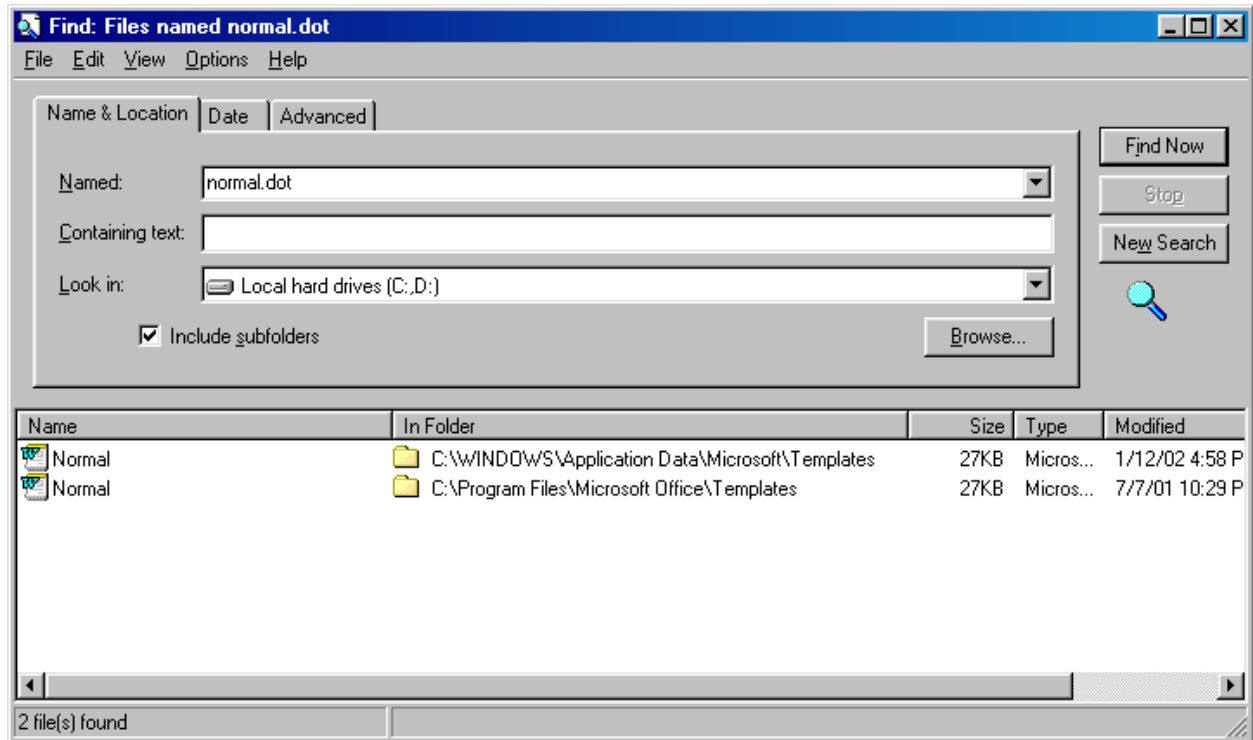 Find: Files named normal.dot
File Edit View Options Help
Name & Location Date Advanced
Find Now
Named: normal.dot
Stop
Containing text:
New Search
Look in: Local hard drives (C:,D:)
Include subfolders
Browse...
Name In Folder Size Type Modified
Normal C:\WINDOWS\Application Data\Microsoft\Templates 27KB Micros... 1/12/02 4:58 P
Normal C:\Program Files\Microsoft Office\Templates 27KB Micros... 7/7/01 10:29 P
2 file(s) found